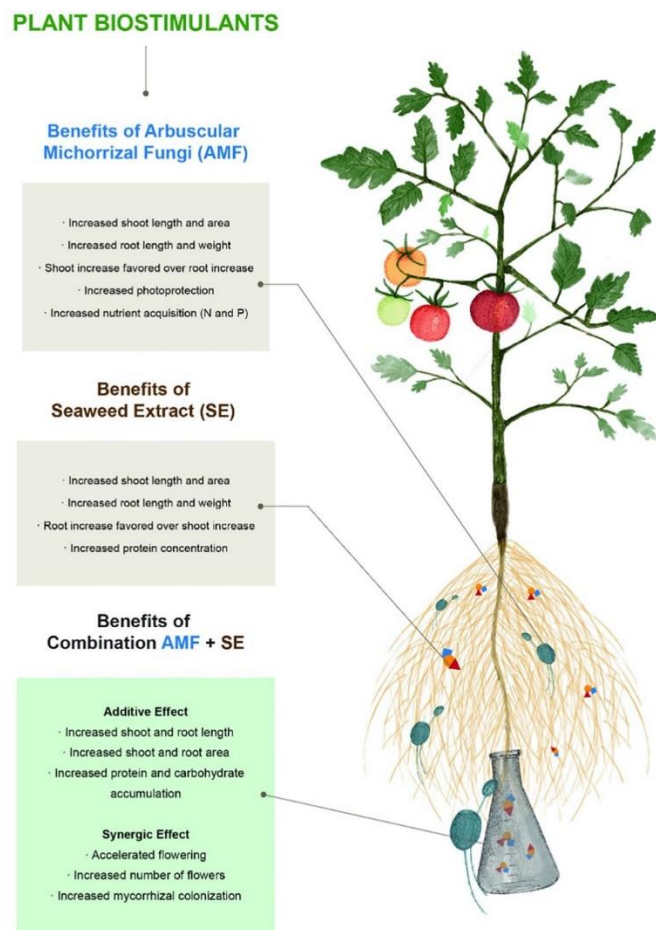 PLANT BIOSTIMULANTS
Benefits of Arbuscular
Michorrizal Fungi (AMF)
· Increased shoot length and area
· Increased root length and weight
· Shoot increase favored over root increase
· Increased photoprotection
· Increased nutrient acquisition (N and P)
Benefits of
Seaweed Extract (SE)
· Increased shoot length and area
· Increased root length and weight
· Root increase favored over shoot increase
· Increased protein concentration
Benefits of
Combination AMF + SE
Additive Effect
· Increased shoot and root length
· Increased shoot and root area
· Increased protein and carbohydrate
accumulation
Synergic Effect
· Accelerated flowering
· Increased number of flowers
· Increased mycorrhizal colonization